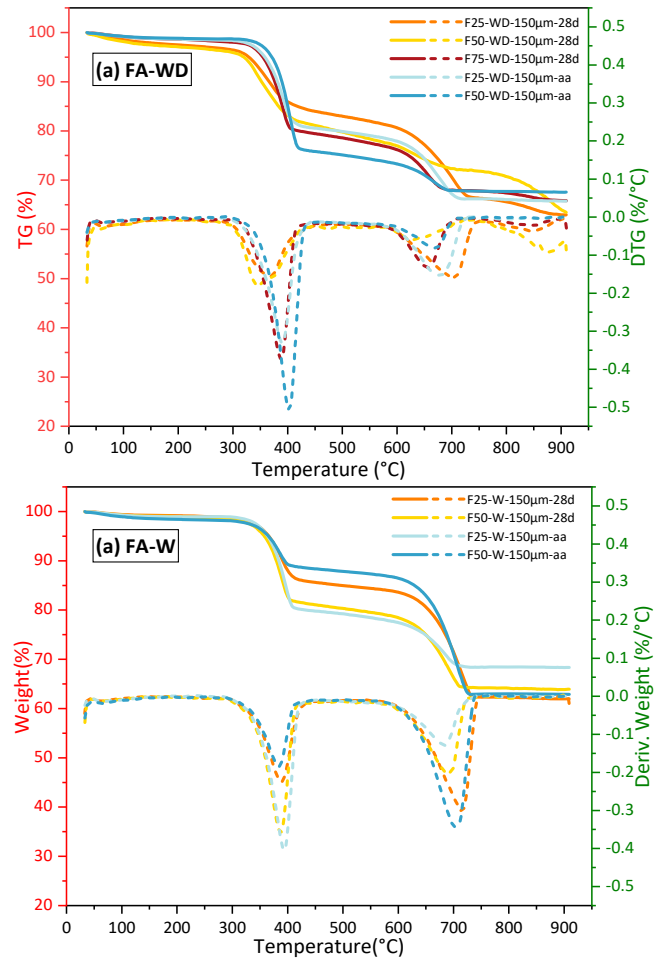 (a) FA-WD
F25-WD-150µm-28d
F50-WD-150µm-28d
F75-WD-150µm-28d
F25-WD-150µm-aa
F50-WD-150µm-aa
100
90
80
70
60
50
40
30
20
TG (%)
0.5
0.4
0.3
0.2
0.1
0.0
-0.1
-0.2
-0.3
-0.4
-0.5
DTG (%/°C)
0 100 200 300 400 500 600 700 800 900
Temperature (°C)
(a) FA-W
F25-W-150µm-28d
F50-W-150µm-28d
F25-W-150µm-aa
F50-W-150µm-aa
100
90
80
70
60
50
40
30
20
Weight(%)
0.5
0.4
0.3
0.2
0.1
0.0
-0.1
-0.2
-0.3
-0.4
-0.5
Deriv. Weight (%/°C)
0 100 200 300 400 500 600 700 800 900
Temperature(°C)